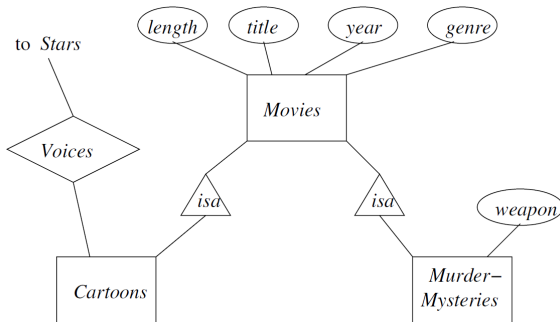 length title year genre
to Stars
Movies
Voices
isa isa
weapon
Cartoons
Murder−
Mysteries